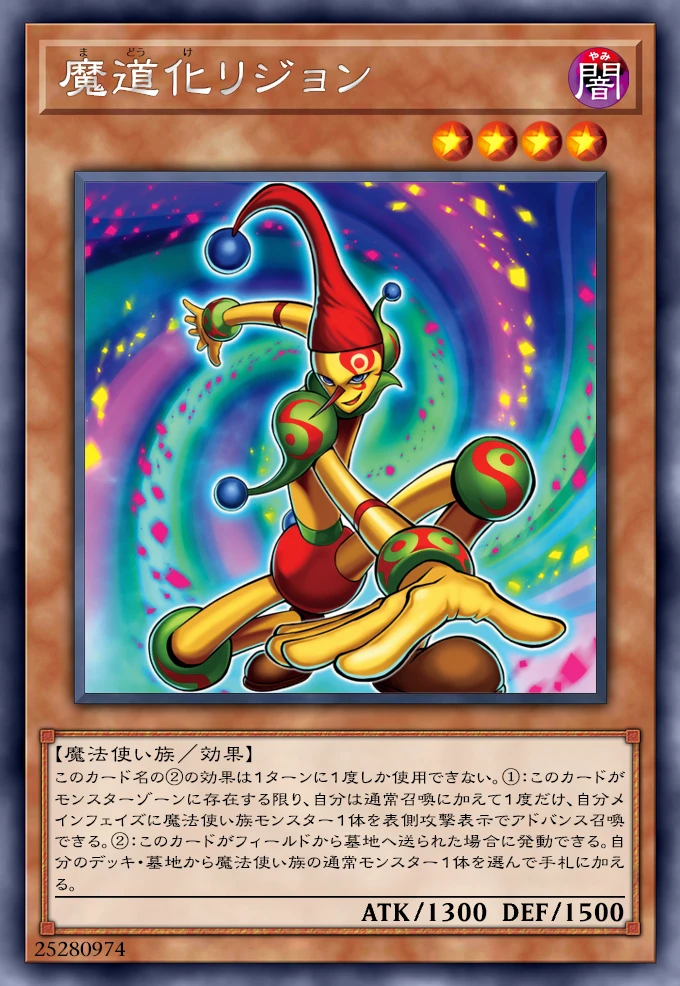 ま どう け
魔道化リジョン
やみ
闇
【魔法使い族／効果】
このカード名の②の効果は１ターンに１度しか使用できない。①：このカードが
モンスターゾーンに存在する限り、自分は通常召喚に加えて１度だけ、自分メ
インフェイズに魔法使い族モンスター１体を表側攻撃表示でアドバンス召喚
できる。②：このカードがフィールドから墓地へ送られた場合に発動できる。自
分のデッキ・墓地から魔法使い族の通常モンスター１体を選んで手札に加え
る。
ATK/1300 DEF/1500
25280974